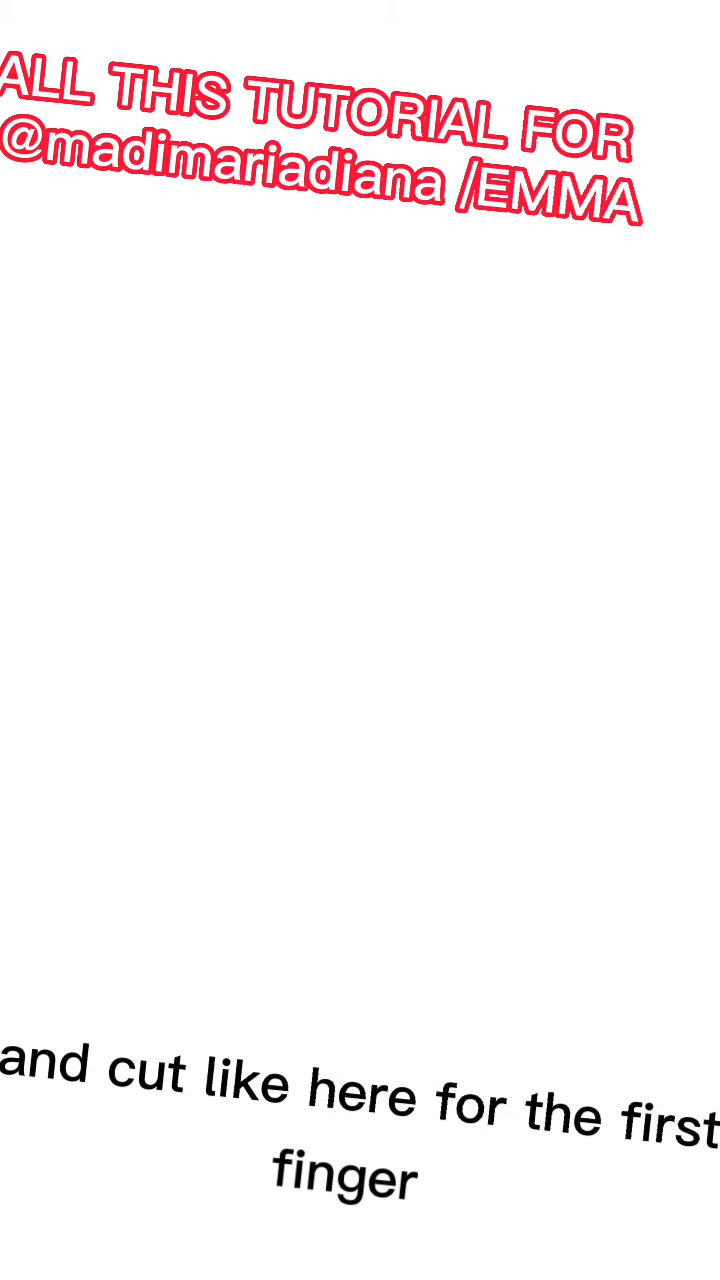 ALL THIS TUTORIAL FOR
@madimariadiana /EMMA
and cut like here for the first
finger